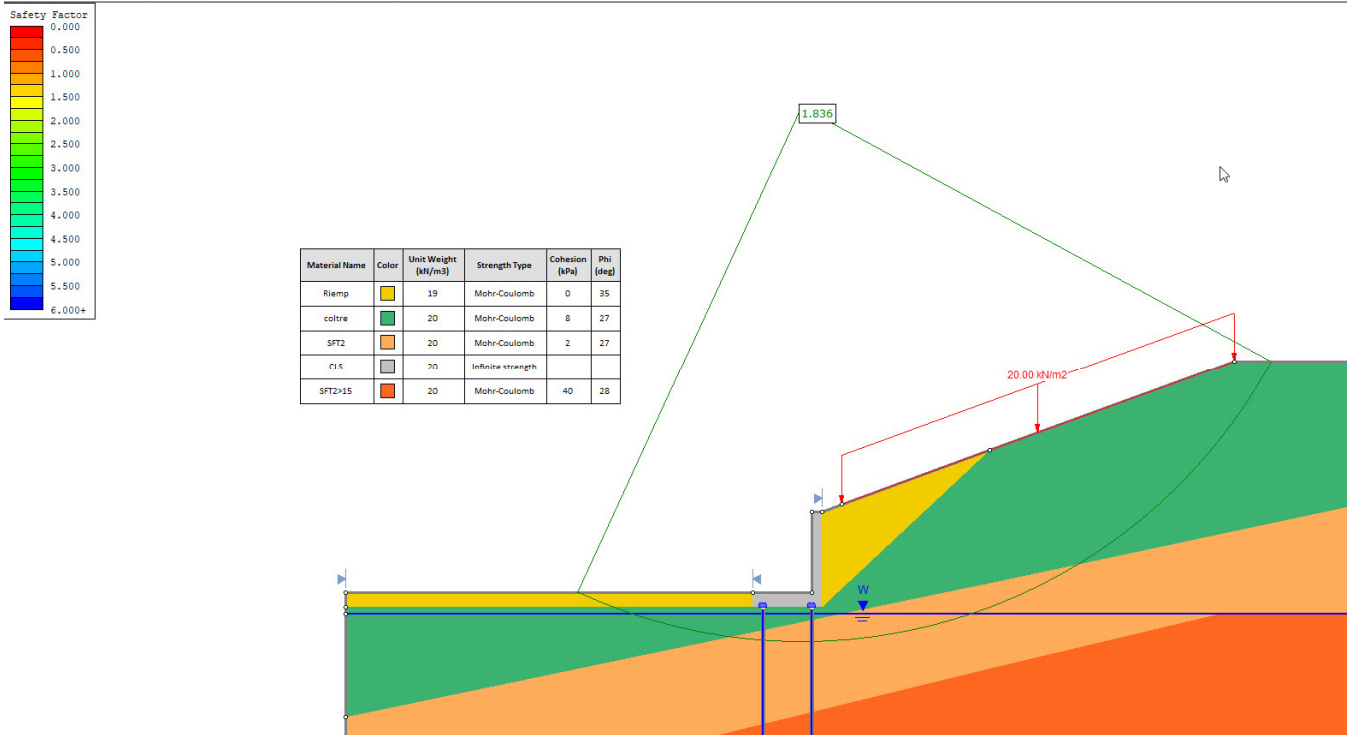 Safety Factor
0.000
0.500
1.000
1.500
2.000
2.500
3.000
3.500
4.000
4.500
5.000
5.500
6.000+
1.836
Material Name Color Unit Weight (kN/m3) Strength Type Cohesion (kPa) Phi (deg)
Riemp 19 Mohr-Coulomb 0 35
coltre 20 Mohr-Coulomb 8 27
SFT2 20 Mohr-Coulomb 2 27
CLS 20 Infinite strength
SFT2>15 20 Mohr-Coulomb 40 28
20.00 kN/m2
W